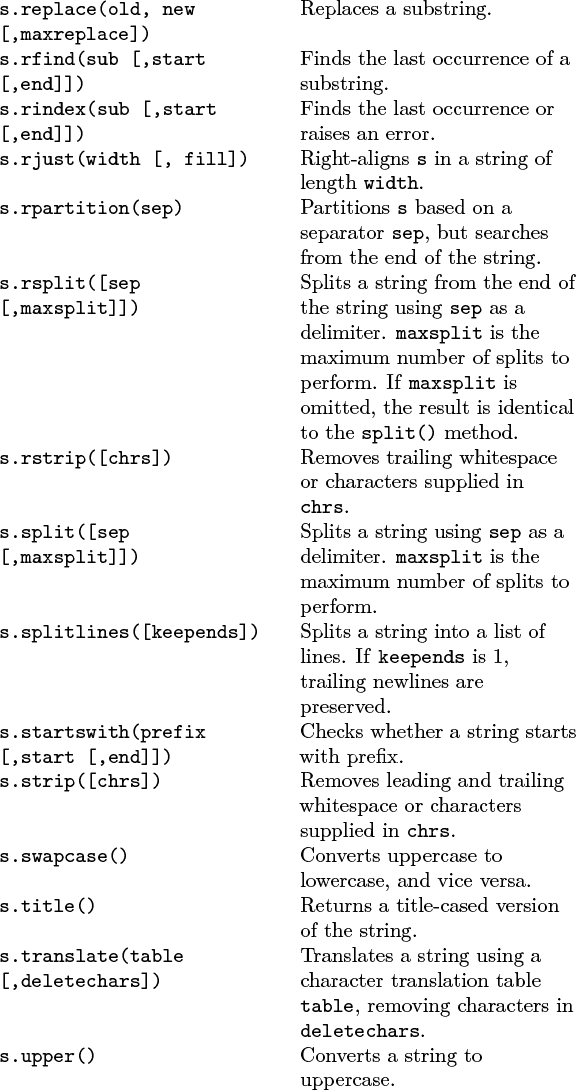 s.replace(old, new Replaces a substring.
[,maxreplace])
s.rfind(sub [,start Finds the last occurrence of a
[,end]]) substring.
s.rindex(sub [,start Finds the last occurrence or
[,end]]) raises an error.
s.rjust(width [, fill]) Right-aligns s in a string of
length width.
s.rpartition(sep) Partitions s based on a
separator sep, but searches
from the end of the string.
s.rsplit([sep Splits a string from the end of
[,maxsplit]]) the string using sep as a
delimiter. maxsplit is the
maximum number of splits to
perform. If maxsplit is
omitted, the result is identical
to the split() method.
s.rstrip([chrs]) Removes trailing whitespace
or characters supplied in
chrs.
s.split([sep Splits a string using sep as a
[,maxsplit]]) delimiter. maxsplit is the
maximum number of splits to
perform.
s.splitlines([keepends]) Splits a string into a list of
lines. If keepends is 1,
trailing newlines are
preserved.
s.startswith(prefix Checks whether a string starts
[,start [,end]]) with prefix.
s.strip([chrs]) Removes leading and trailing
whitespace or characters
supplied in chrs.
s.swapcase() Converts uppercase to
lowercase, and vice versa.
s.title() Returns a title-cased version
of the string.
s.translate(table Translates a string using a
[,deletechars]) character translation table
table, removing characters in
deletechars.
s.upper() Converts a string to
uppercase.